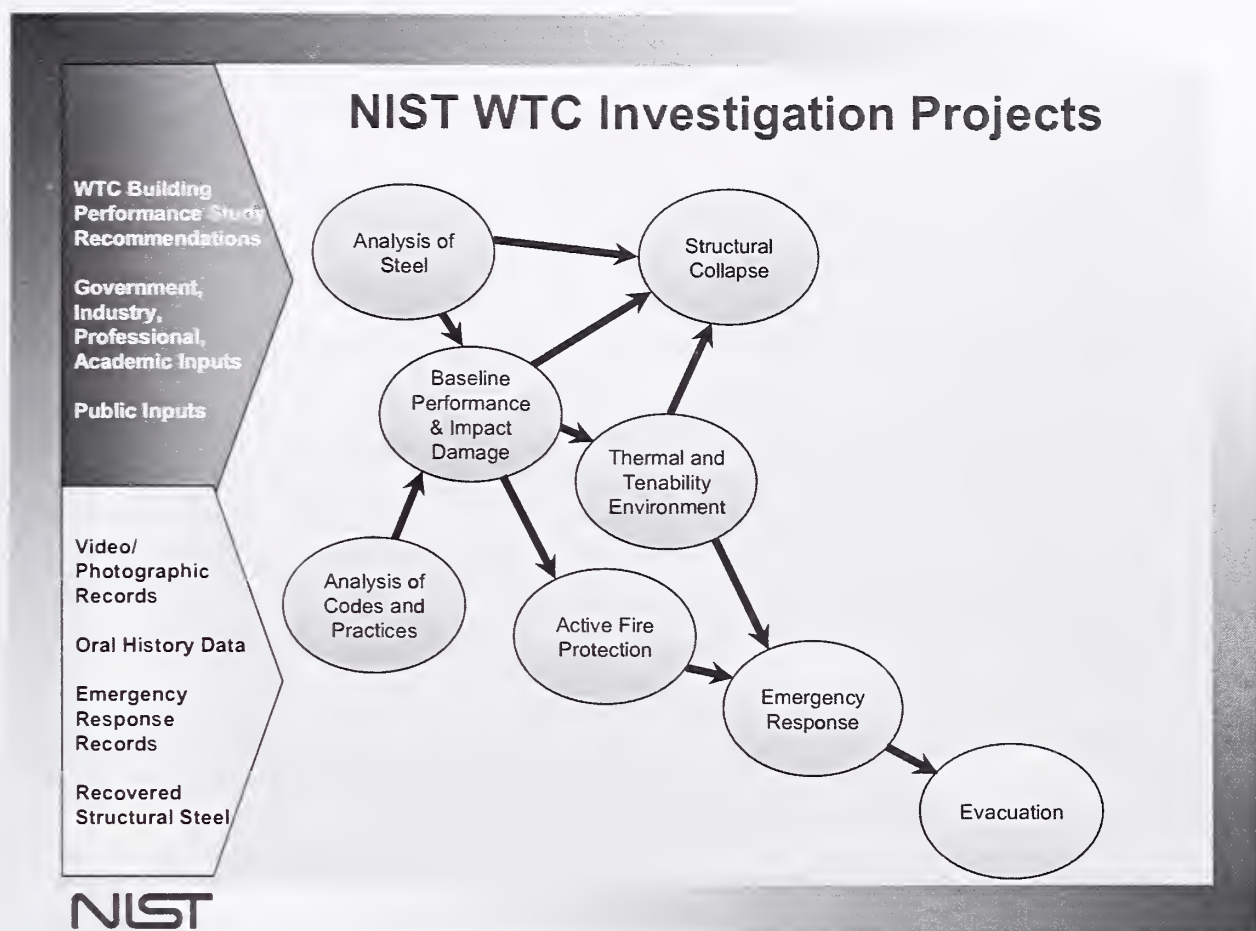 NIST WTC Investigation Projects
WTC Building
Performance Study
Recommendations
Government,
Industry,
Professional,
Academic Inputs
Public Inputs
Video/
Photographic
Records
Oral History Data
Emergency
Response
Records
Recovered
Structural Steel
Analysis of
Steel
Structural
Collapse
Baseline
Performance
& Impact
Damage
Thermal and
Tenability
Environment
Analysis of
Codes and
Practices
Active Fire
Protection
Emergency
Response
Evacuation
NIST